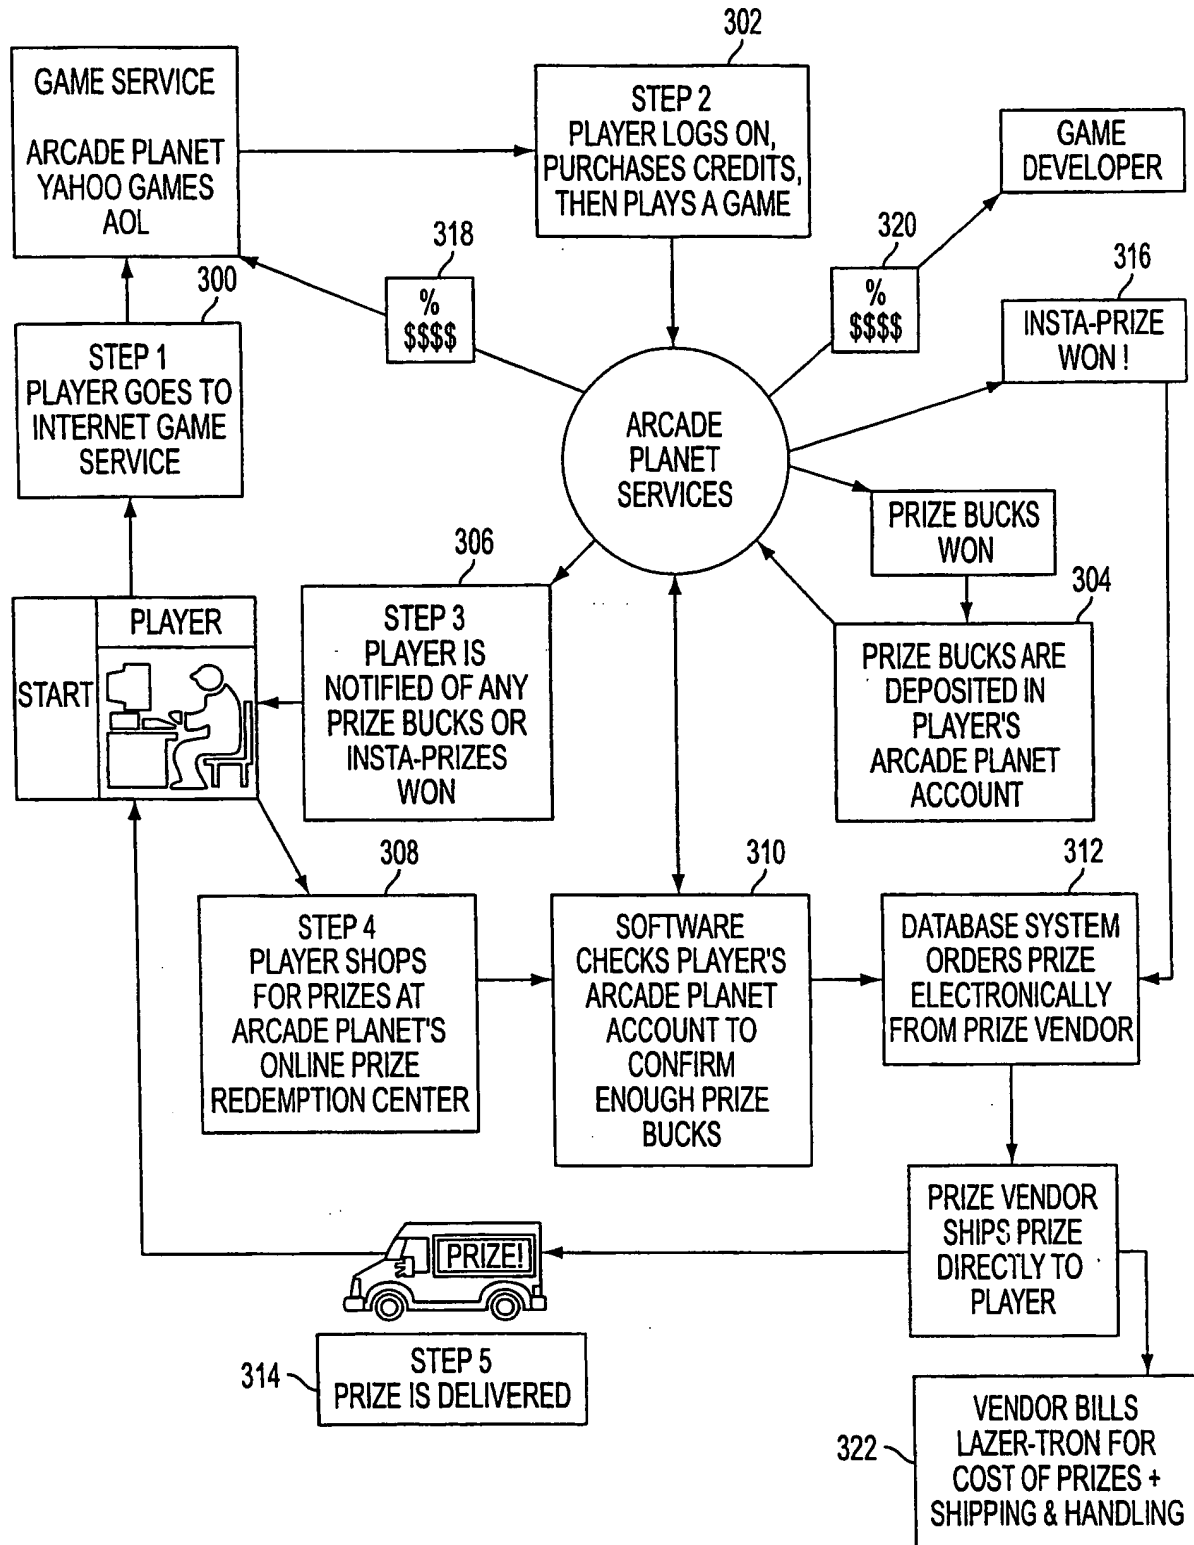 302
GAME SERVICE
ARCADE PLANET
YAHOO GAMES
AOL
STEP 2
PLAYER LOGS ON,
PURCHASES CREDITS,
THEN PLAYS A GAME
GAME
DEVELOPER
318
%
$$$$
320
%
$$$$
316
INSTA-PRIZE
WON !
300
STEP 1
PLAYER GOES TO
INTERNET GAME
SERVICE
ARCADE
PLANET
SERVICES
PRIZE BUCKS
WON
306
STEP 3
PLAYER IS
NOTIFIED OF ANY
PRIZE BUCKS OR
INSTA-PRIZES
WON
304
PRIZE BUCKS ARE
DEPOSITED IN
PLAYER'S
ARCADE PLANET
ACCOUNT
START
PLAYER
308
STEP 4
PLAYER SHOPS
FOR PRIZES AT
ARCADE PLANET'S
ONLINE PRIZE
REDEMPTION CENTER
310
SOFTWARE
CHECKS PLAYER'S
ARCADE PLANET
ACCOUNT TO
CONFIRM
ENOUGH PRIZE
BUCKS
312
DATABASE SYSTEM
ORDERS PRIZE
ELECTRONICALLY
FROM PRIZE VENDOR
PRIZE VENDOR
SHIPS PRIZE
DIRECTLY TO
PLAYER
PRIZE!
314
STEP 5
PRIZE IS DELIVERED
322
VENDOR BILLS
LAZER-TRON FOR
COST OF PRIZES +
SHIPPING & HANDLING